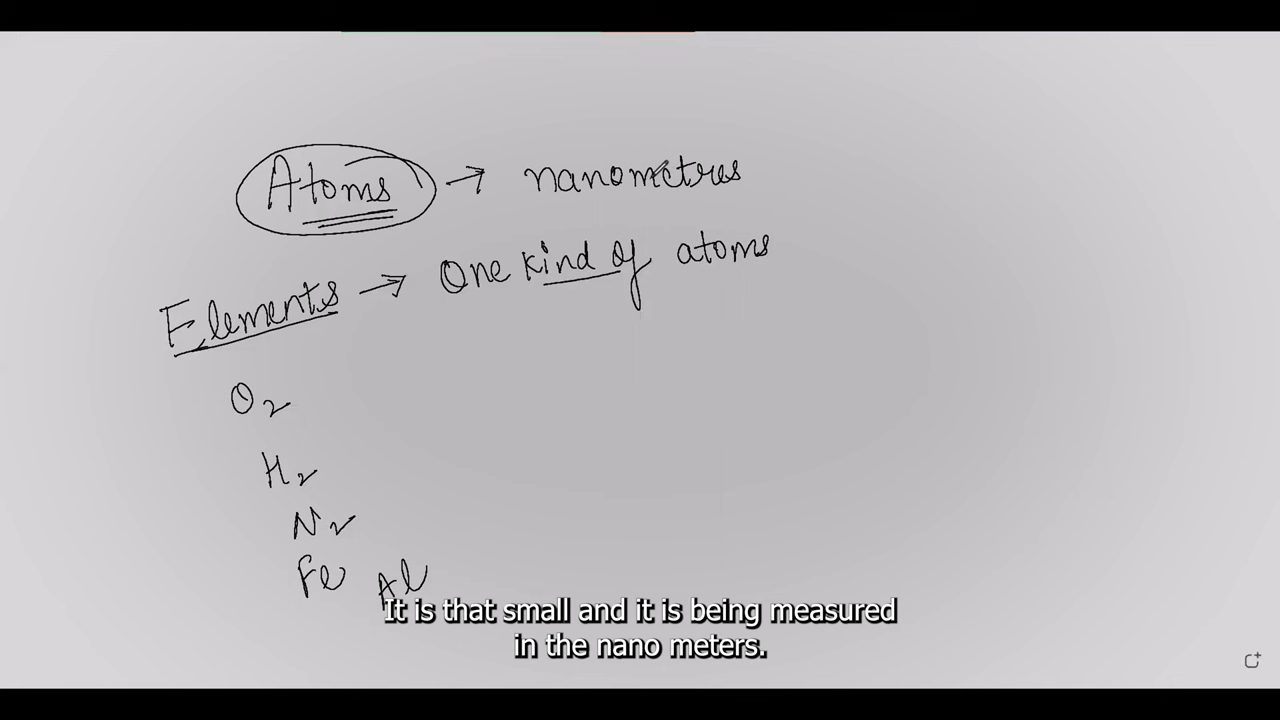 Atoms → nanometres
Elements → One kind of atoms
O2
H2
N2
Fe Al
It is that small and it is being measured
in the nano meters.